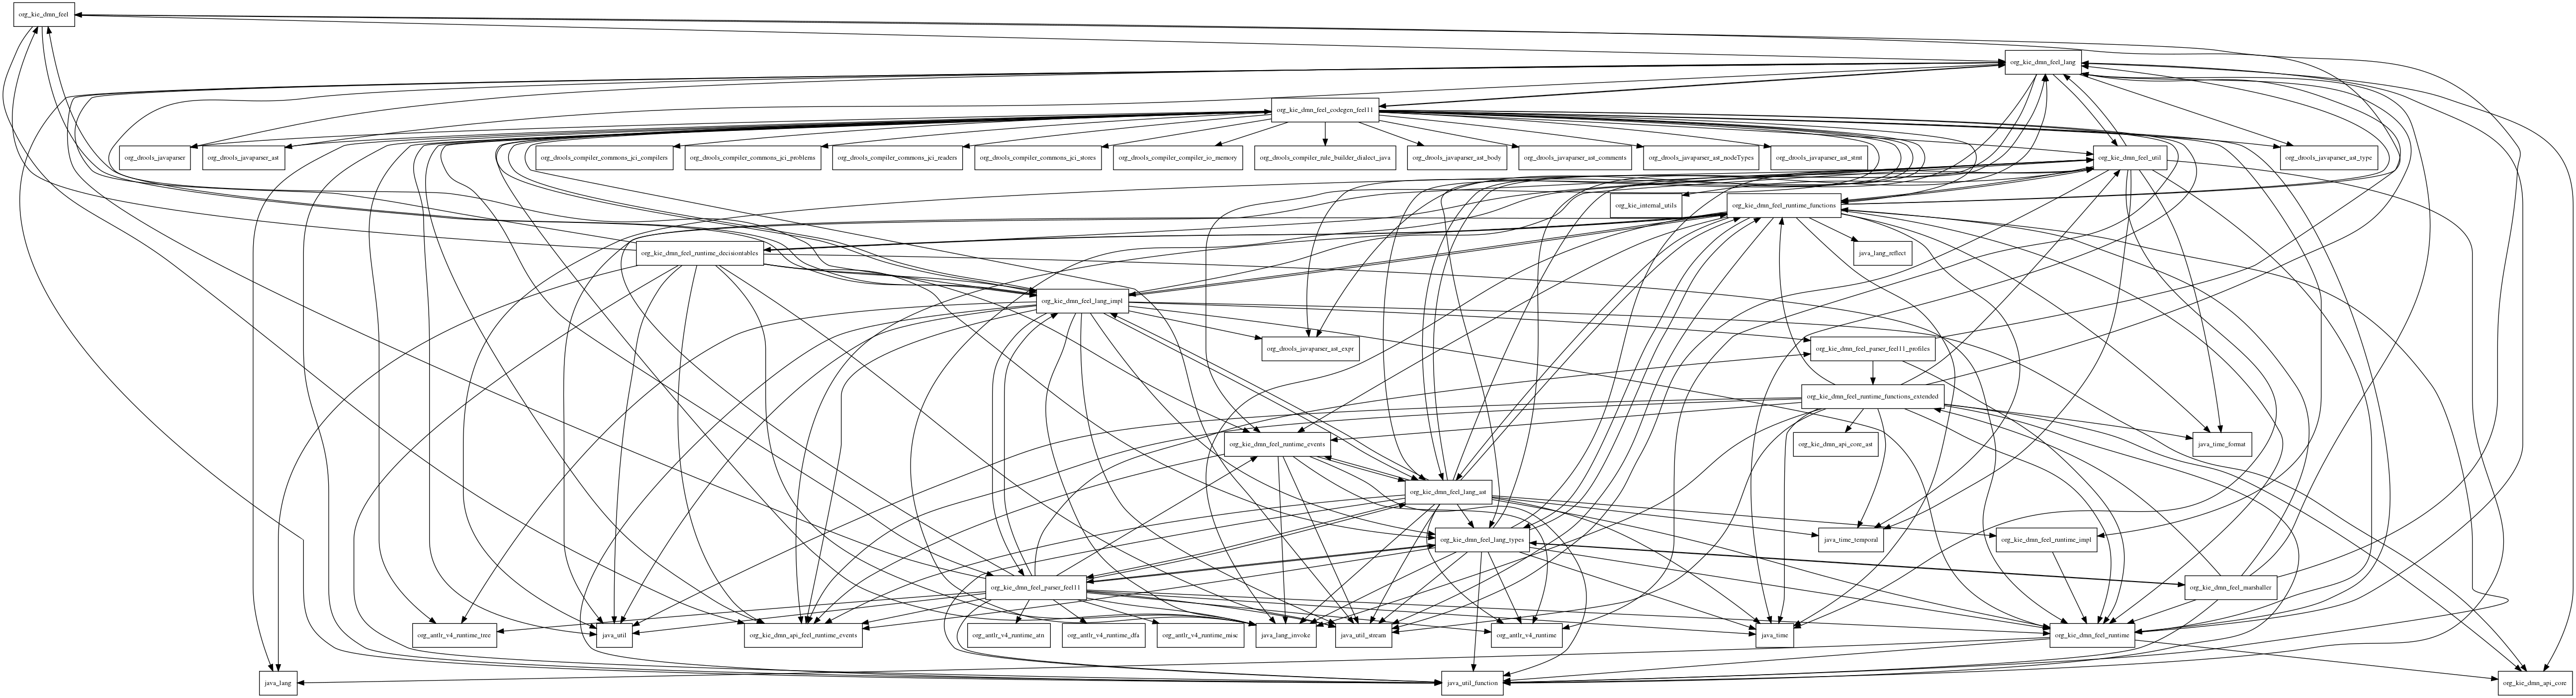 org_kie_dmn_feel
org_kie_dmn_feel_lang
org_kie_dmn_feel_codegen_feel11
org_drools_javaparser
org_drools_javaparser_ast
org_drools_compiler_commons_jci_compilers
org_drools_compiler_commons_jci_problems
org_drools_compiler_commons_jci_readers
org_drools_compiler_commons_jci_stores
org_drools_compiler_compiler_io_memory
org_drools_compiler_rule_builder_dialect_java
org_drools_javaparser_ast_body
org_drools_javaparser_ast_comments
org_drools_javaparser_ast_nodeTypes
org_drools_javaparser_ast_stmt
org_kie_dmn_feel_util
org_drools_javaparser_ast_type
org_kie_internal_utils
org_kie_dmn_feel_runtime_functions
org_kie_dmn_feel_runtime_decisiontables
java_lang_reflect
org_kie_dmn_feel_lang_impl
org_drools_javaparser_ast_expr
org_kie_dmn_feel_parser_feel11_profiles
org_kie_dmn_feel_runtime_functions_extended
org_kie_dmn_feel_runtime_events
org_kie_dmn_api_core_ast
java_time_format
org_kie_dmn_feel_lang_ast
org_kie_dmn_feel_lang_types
java_time_temporal
org_kie_dmn_feel_runtime_impl
org_kie_dmn_feel_parser_feel11
org_kie_dmn_feel_marshaller
org_antlr_v4_runtime_tree
java_util
org_kie_dmn_api_feel_runtime_events
org_antlr_v4_runtime_atn
org_antlr_v4_runtime_dfa
org_antlr_v4_runtime_misc
java_lang_invoke
java_util_stream
org_antlr_v4_runtime
java_time
org_kie_dmn_feel_runtime
java_lang
java_util_function
org_kie_dmn_api_core